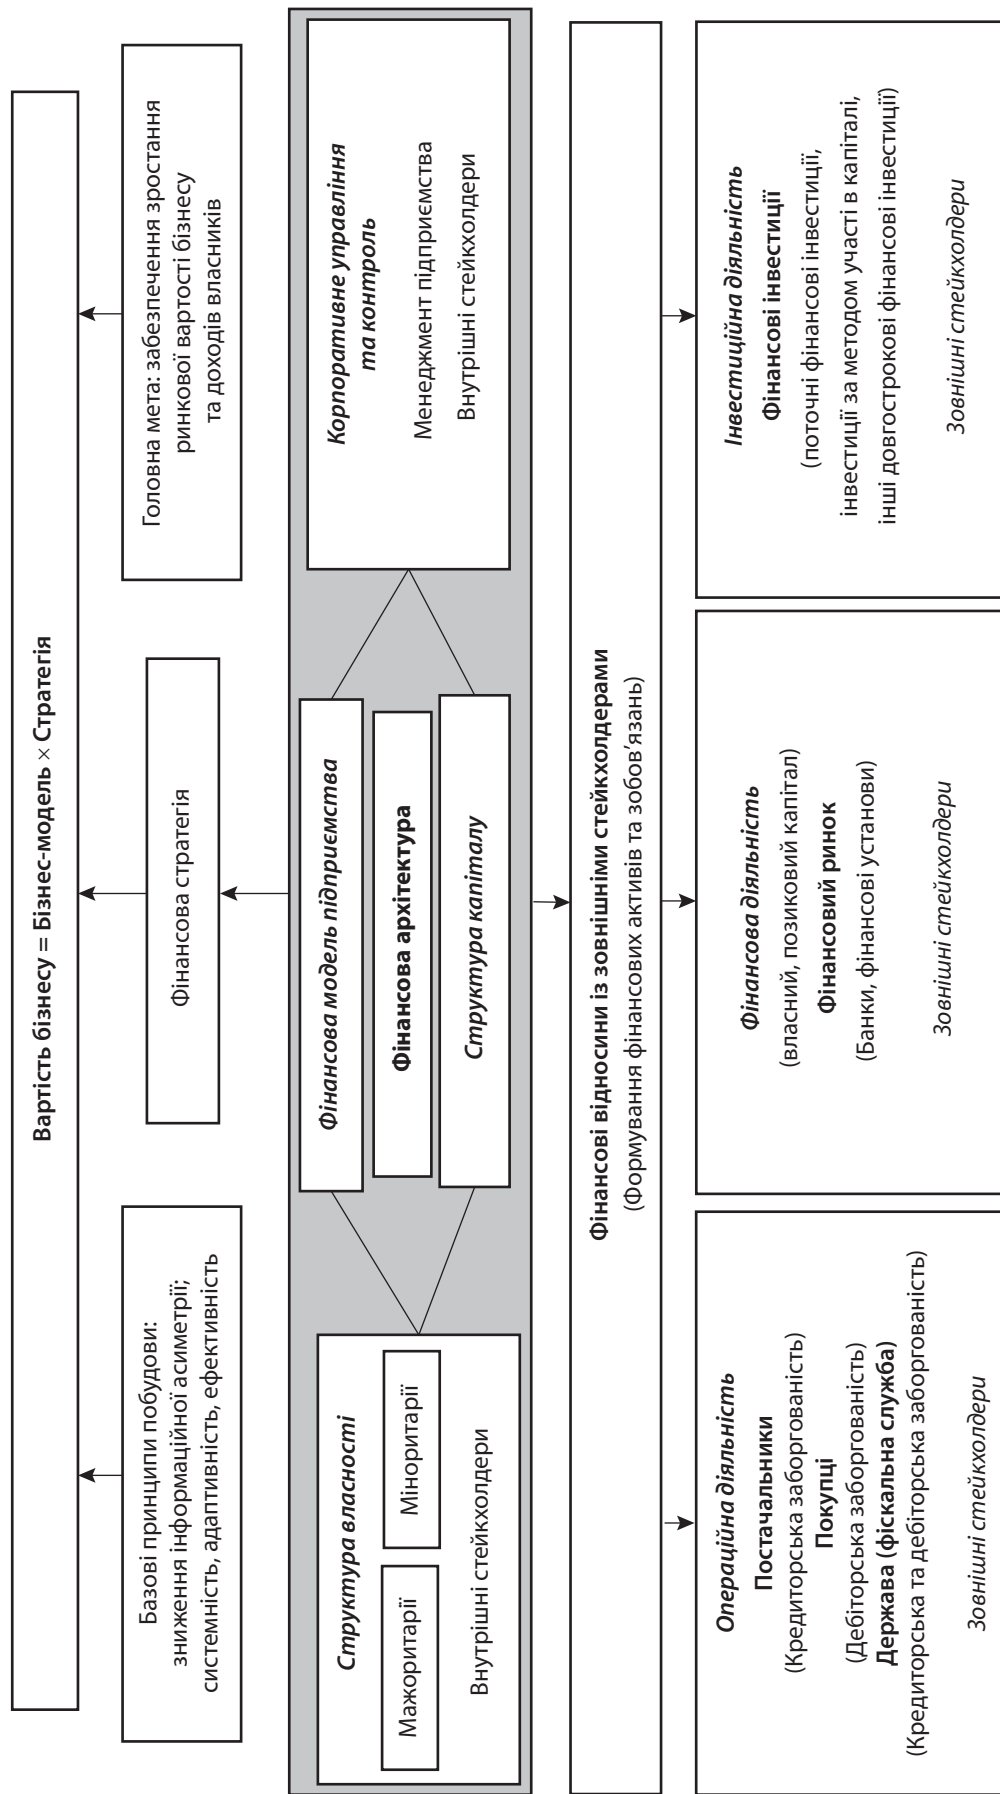 Вартість бізнесу = Бізнес-модель × Стратегія
Базові принципи побудови:
зниження інформаційної асиметрії;
системність, адаптивність, ефективність
Фінансова стратегія
Головна мета: забезпечення зростання
ринкової вартості бізнесу
та доходів власників
Структура власності
Мажоритарії
Міноритарії
Внутрішні стейкхолдери
Фінансова модель підприємства
Фінансова архітектура
Структура капіталу
Корпоративне управління
та контроль
Менеджмент підприємства
Внутрішні стейкхолдери
Фінансові відносини із зовнішніми стейкхолдерами
(Формування фінансових активів та зобов’язань)
Операційна діяльність
Постачальники
(Кредиторська заборгованість)
Покупці
(Дебіторська заборгованість)
Держава (фіскальна служба)
(Кредиторська та дебіторська заборгованість)
Зовнішні стейкхолдери
Фінансова діяльність
(власний, позиковий капітал)
Фінансовий ринок
(Банки, фінансові установи)
Зовнішні стейкхолдери
Інвестиційна діяльність
Фінансові інвестиції
(поточні фінансові інвестиції,
інвестиції за методом участі в капіталі,
інші довгострокові фінансові інвестиції)
Зовнішні стейкхолдери